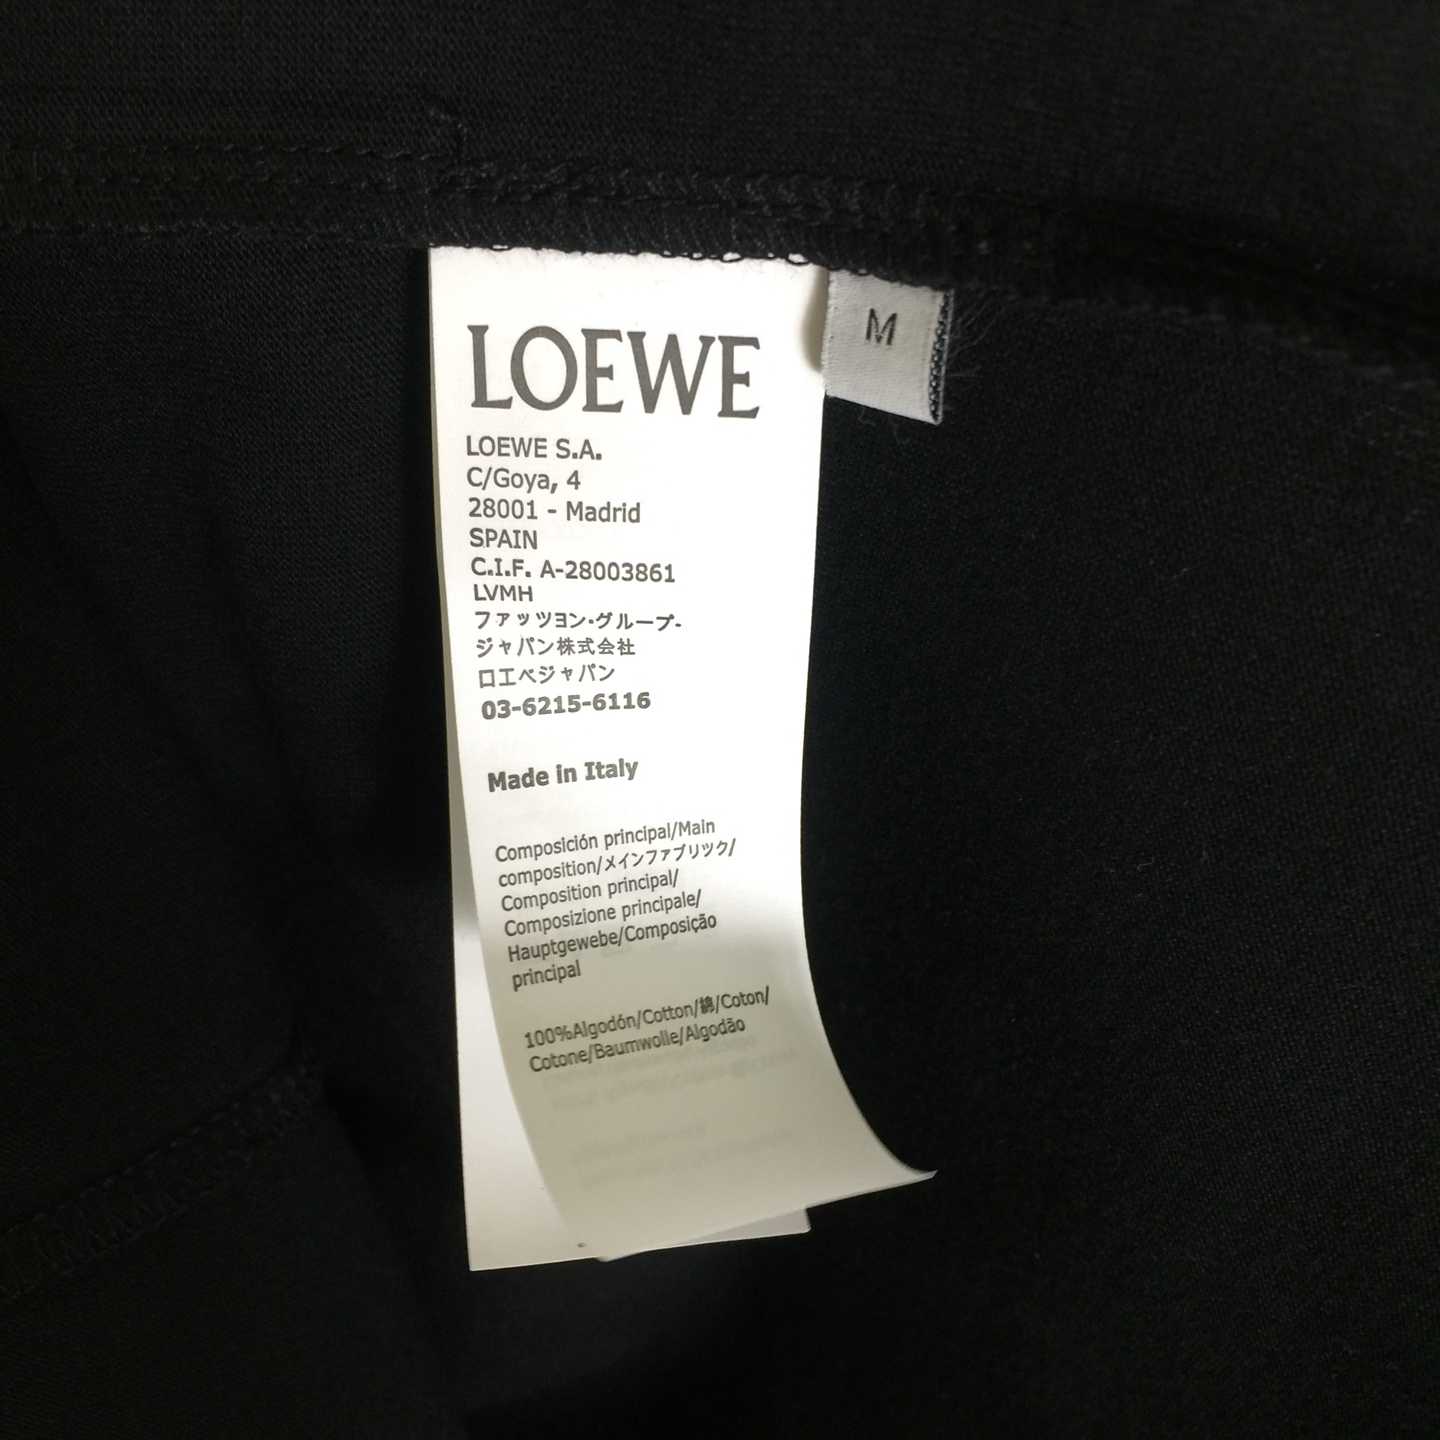 LOEWE
M
LOEWE S.A.
C/Goya, 4
28001 - Madrid
SPAIN
C.I.F. A-28003861
LVMH
ファッツヨン・グループ-
ジャパン株式会社
ロエベジャパン
03-6215-6116
Made in Italy
Composición principal/Main
composition/メインファブリツク/
Composition principal/
Composizione principale/
Hauptgewebe/Composição
principal
100%Algodón/Cotton/綿/Coton/
Cotone/Baumwolle/Algodão